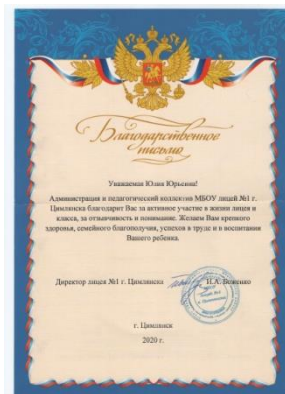 Благодарственное
письмо
Уважаемая Юлия Юрьевна!
Администрация и педагогический коллектив МБОУ лицей №1 г.
Цимлянска благодарит Вас за активное участие в жизни лицея и
класса, за отзывчивость и понимание. Желаем Вам крепкого
здоровья, семейного благополучия, успехов в труде и в воспитании
Вашего ребенка.
Директор лицея №1 г. Цимлянска И.А.
г. Цимлянск
2020 г.